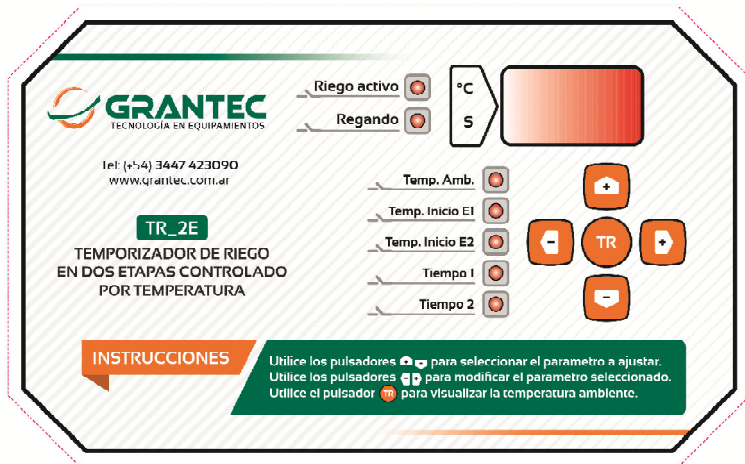 GRANTEC
TECNOLOGÍA EN EQUIPAMIENTOS
Tel: (+54) 3447 423090
www.grantec.com.ar
TR_2E
TEMPORIZADOR DE RIEGO
EN DOS ETAPAS CONTROLADO
POR TEMPERATURA
Riego activo
Regando
°C
S
Temp. Amb.
Temp. Inicio E1
Temp. Inicio E2
Tiempo 1
Tiempo 2
+
-
TR
+
-
INSTRUCCIONES
Utilice los pulsadores + - para seleccionar el parametro a ajustar.
Utilice los pulsadores - + para modificar el parametro seleccionado.
Utilice el pulsador TR para visualizar la temperatura ambiente.